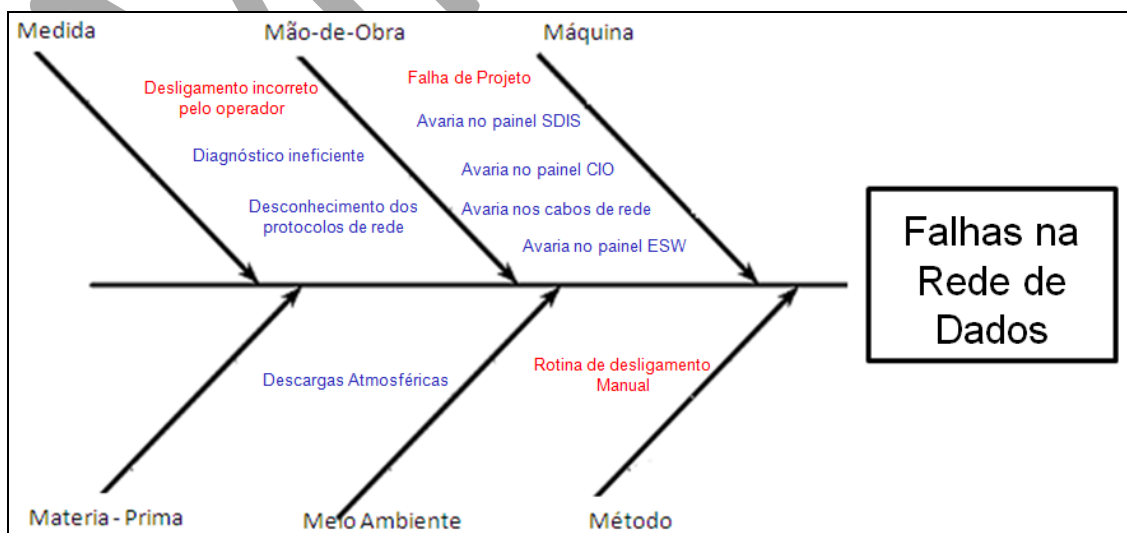 Medida
Mão-de-Obra
Máquina
Desligamento incorreto
pelo operador
Diagnóstico ineficiente
Desconhecimento dos
protocolos de rede
Falha de Projeto
Avaria no painel SDIS
Avaria no painel CIO
Avaria nos cabos de rede
Avaria no painel ESW
Falhas na
Rede de
Dados
Descargas Atmosféricas
Rotina de desligamento
Manual
Materia - Prima
Meio Ambiente
Método